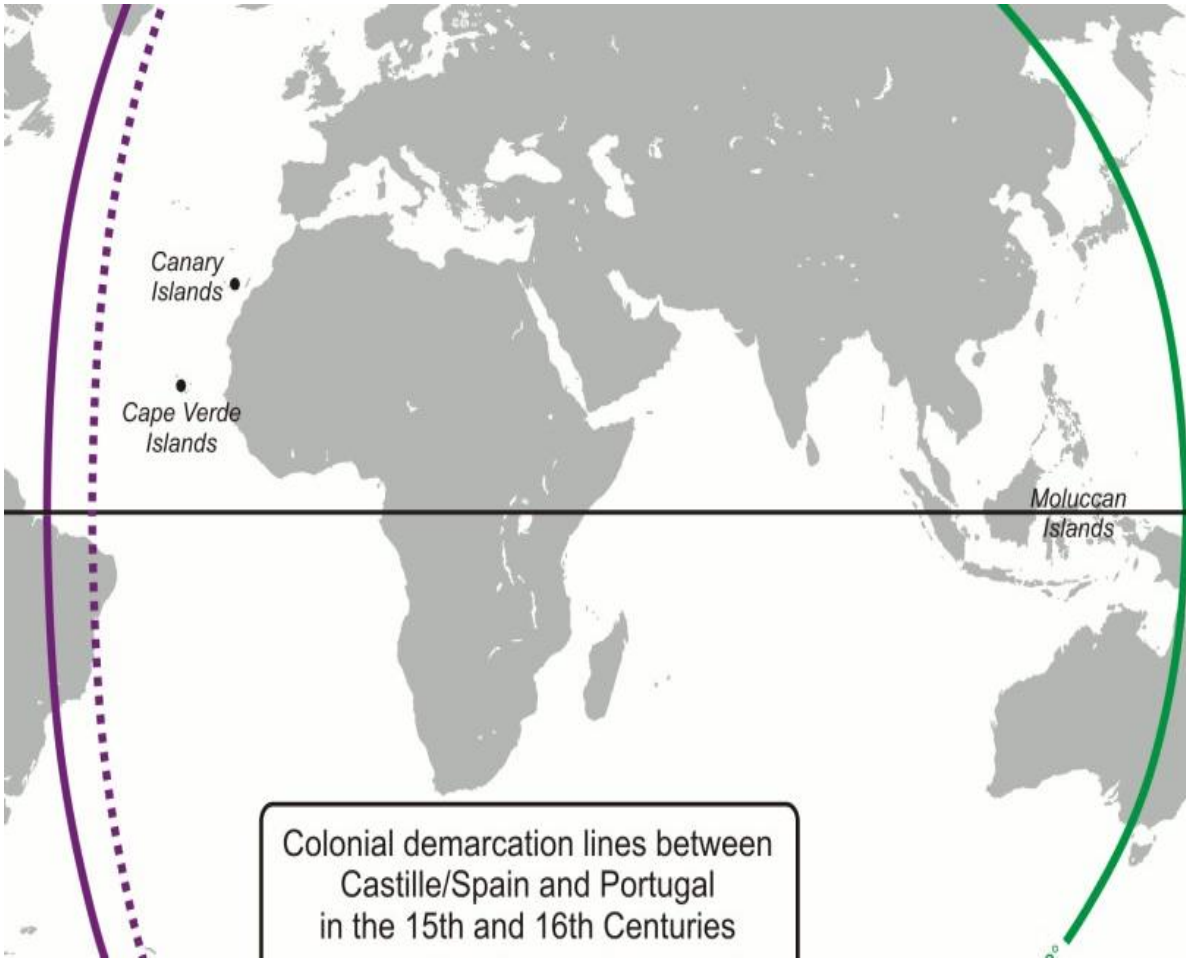 Canary
Islands
Cape Verde
Islands
Moluccan
Islands
Colonial demarcation lines between
Castille/Spain and Portugal
in the 15th and 16th Centuries